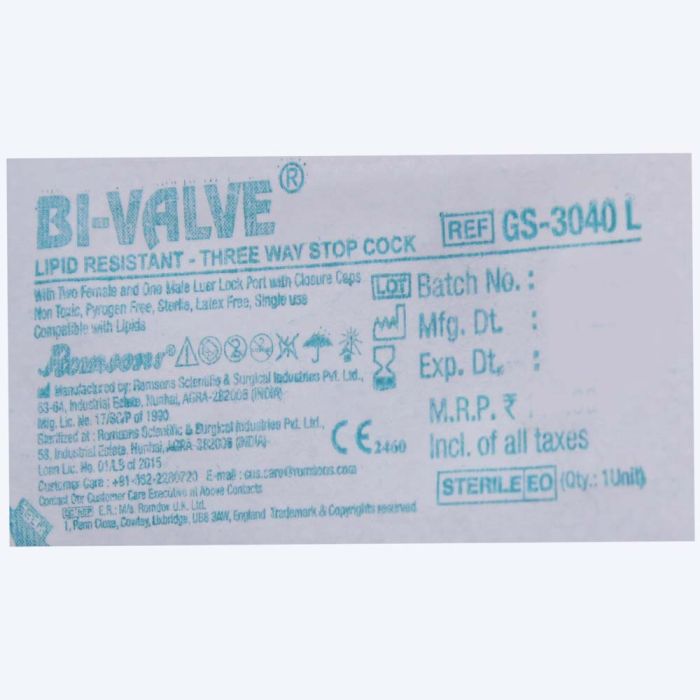 BI-VALVE®
LIPID RESISTANT - THREE WAY STOP COCK
With Two Female and One Male Luer Lock Port with Closure Caps
Non Toxic, Pyrogen Free, Sterile, Latex Free, Single use
Compatible with Lipids
Romsons®
Manufactured by: Romsons Scientific & Surgical Industries Pvt. Ltd.,
63-64, Industrial Estate, Nunhai, AGRA-282006 (INDIA)
Mfg. Lic. No. 17/SC/P of 1990
Sterilized at : Romsons Scientific & Surgical Industries Pvt. Ltd.,
58, Industrial Estate, Nunhai, AGRA-282006 (INDIA)
Loan Lic. No. 01/LS of 2015
Customer Care : +91-562-2280720 E-mail : cus.care@romsons.com
Contact Our Customer Care Executive at Above Contacts
EC REP E.R.: M/s. Romdox U.K. Ltd.
1, Penn Close, Cowley, Uxbridge, UB8 3AW, England Trademark & Copyrights reserved
REF GS-3040 L
LOT Batch No. :
Mfg. Dt. :
Exp. Dt. :
M.R.P. ₹
Incl. of all taxes
CE 2460
STERILE EO (Qty.: 1Unit)